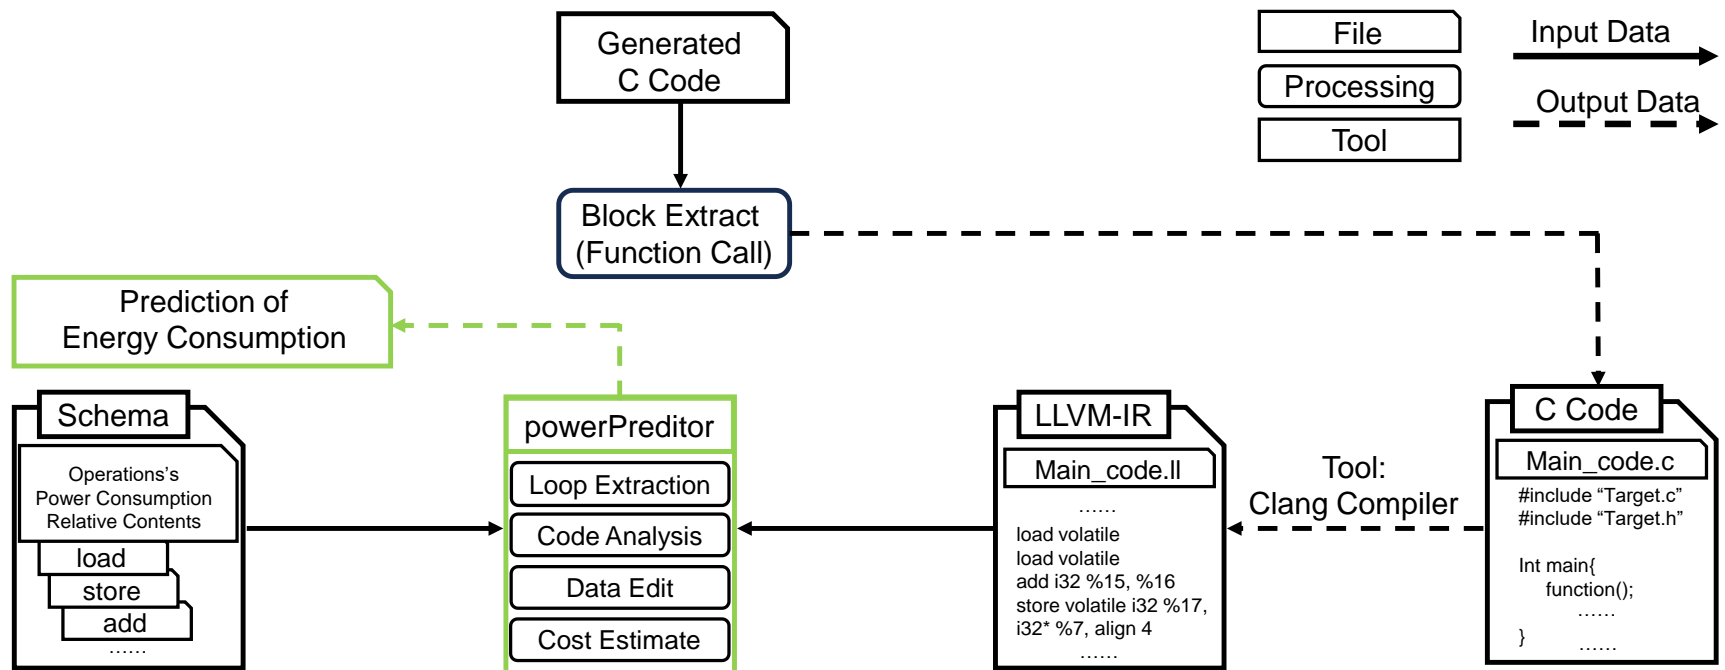 Generated
C Code
File
Processing
Tool
Input Data
Output Data
Block Extract
(Function Call)
Prediction of
Energy Consumption
Schema
Operations's
Power Consumption
Relative Contents
load
store
add
......
powerPreditor
Loop Extraction
Code Analysis
Data Edit
Cost Estimate
LLVM-IR
Main_code.ll
......
load volatile
load volatile
add i32 %15, %16
store volatile i32 %17,
i32* %7, align 4
......
Tool:
Clang Compiler
C Code
Main_code.c
#include “Target.c”
#include “Target.h”
Int main{
function();
......
}
......